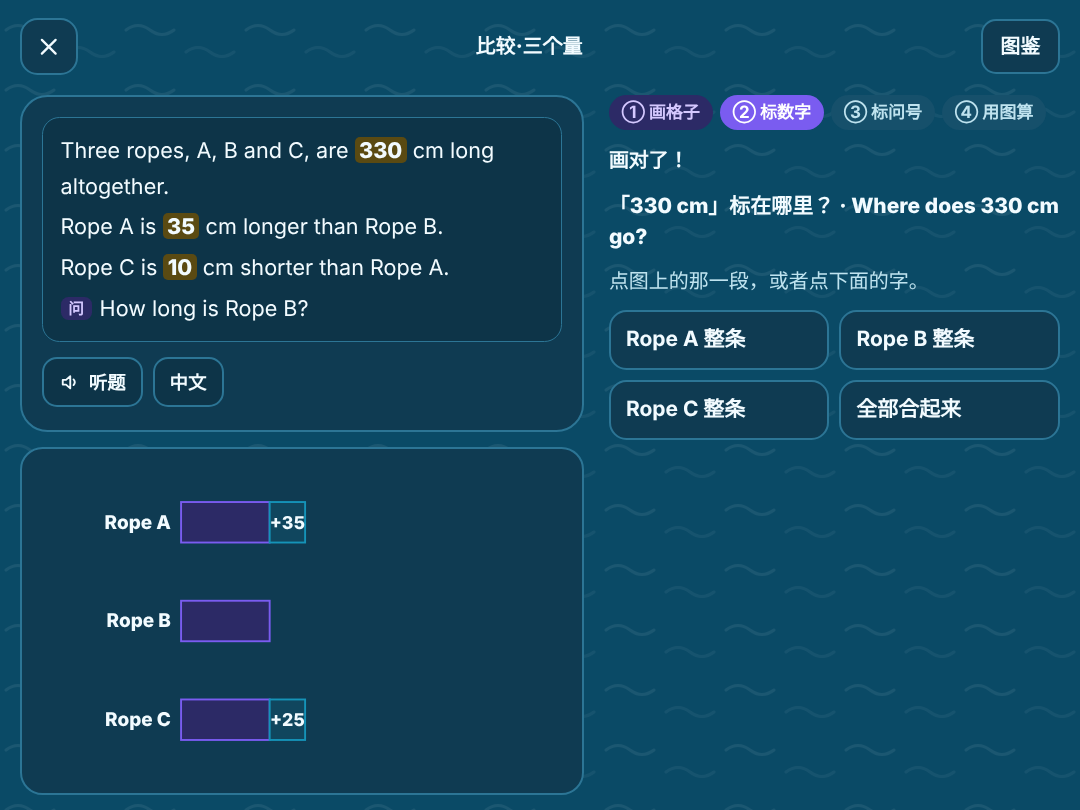 比较·三个量
图鉴
Three ropes, A, B and C, are 330 cm long
altogether.
Rope A is 35 cm longer than Rope B.
Rope C is 10 cm shorter than Rope A.
问 How long is Rope B?
听题
中文
① 画格子
② 标数字
③ 标问号
④ 用图算
画对了！
「330 cm」标在哪里？ · Where does 330 cm
go?
点图上的那一段，或者点下面的字。
Rope A 整条
Rope B 整条
Rope C 整条
全部合起来
Rope A +35
Rope B
Rope C +25